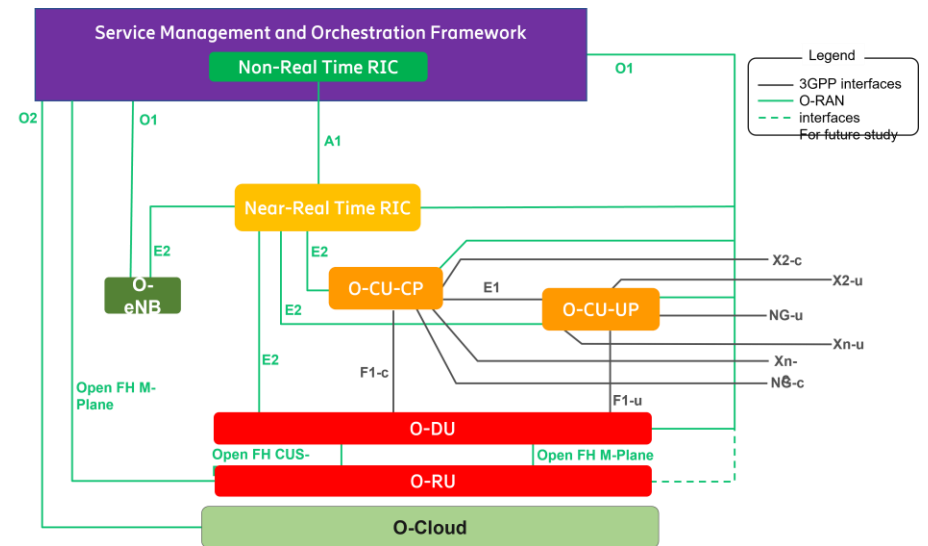 Service Management and Orchestration Framework
Non-Real Time RIC
O1
Legend
3GPP interfaces
O-RAN
interfaces
For future study
O2
O1
A1
Near-Real Time RIC
E2
E2
X2-c
O-CU-CP
E1
X2-u
O-
eNB
E2
O-CU-UP
NG-u
Xn-u
E2
Xn-
F1-c
NG-c
Open FH M-
Plane
F1-u
O-DU
Open FH CUS-
Open FH M-Plane
O-RU
O-Cloud